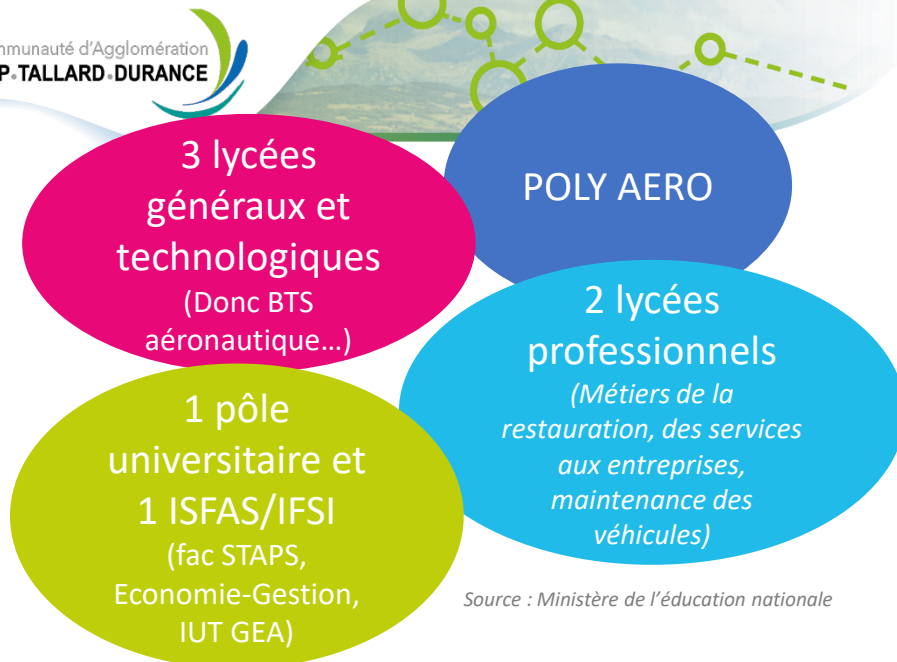 mmunauté d'Agglomération
P•TALLARD•DURANCE
3 lycées
généraux et
technologiques
(Donc BTS
aéronautique…)
POLY AERO
2 lycées
professionnels
(Métiers de la
restauration, des services
aux entreprises,
maintenance des
véhicules)
1 pôle
universitaire et
1 ISFAS/IFSI
(fac STAPS,
Economie-Gestion,
IUT GEA)
Source : Ministère de l'éducation nationale